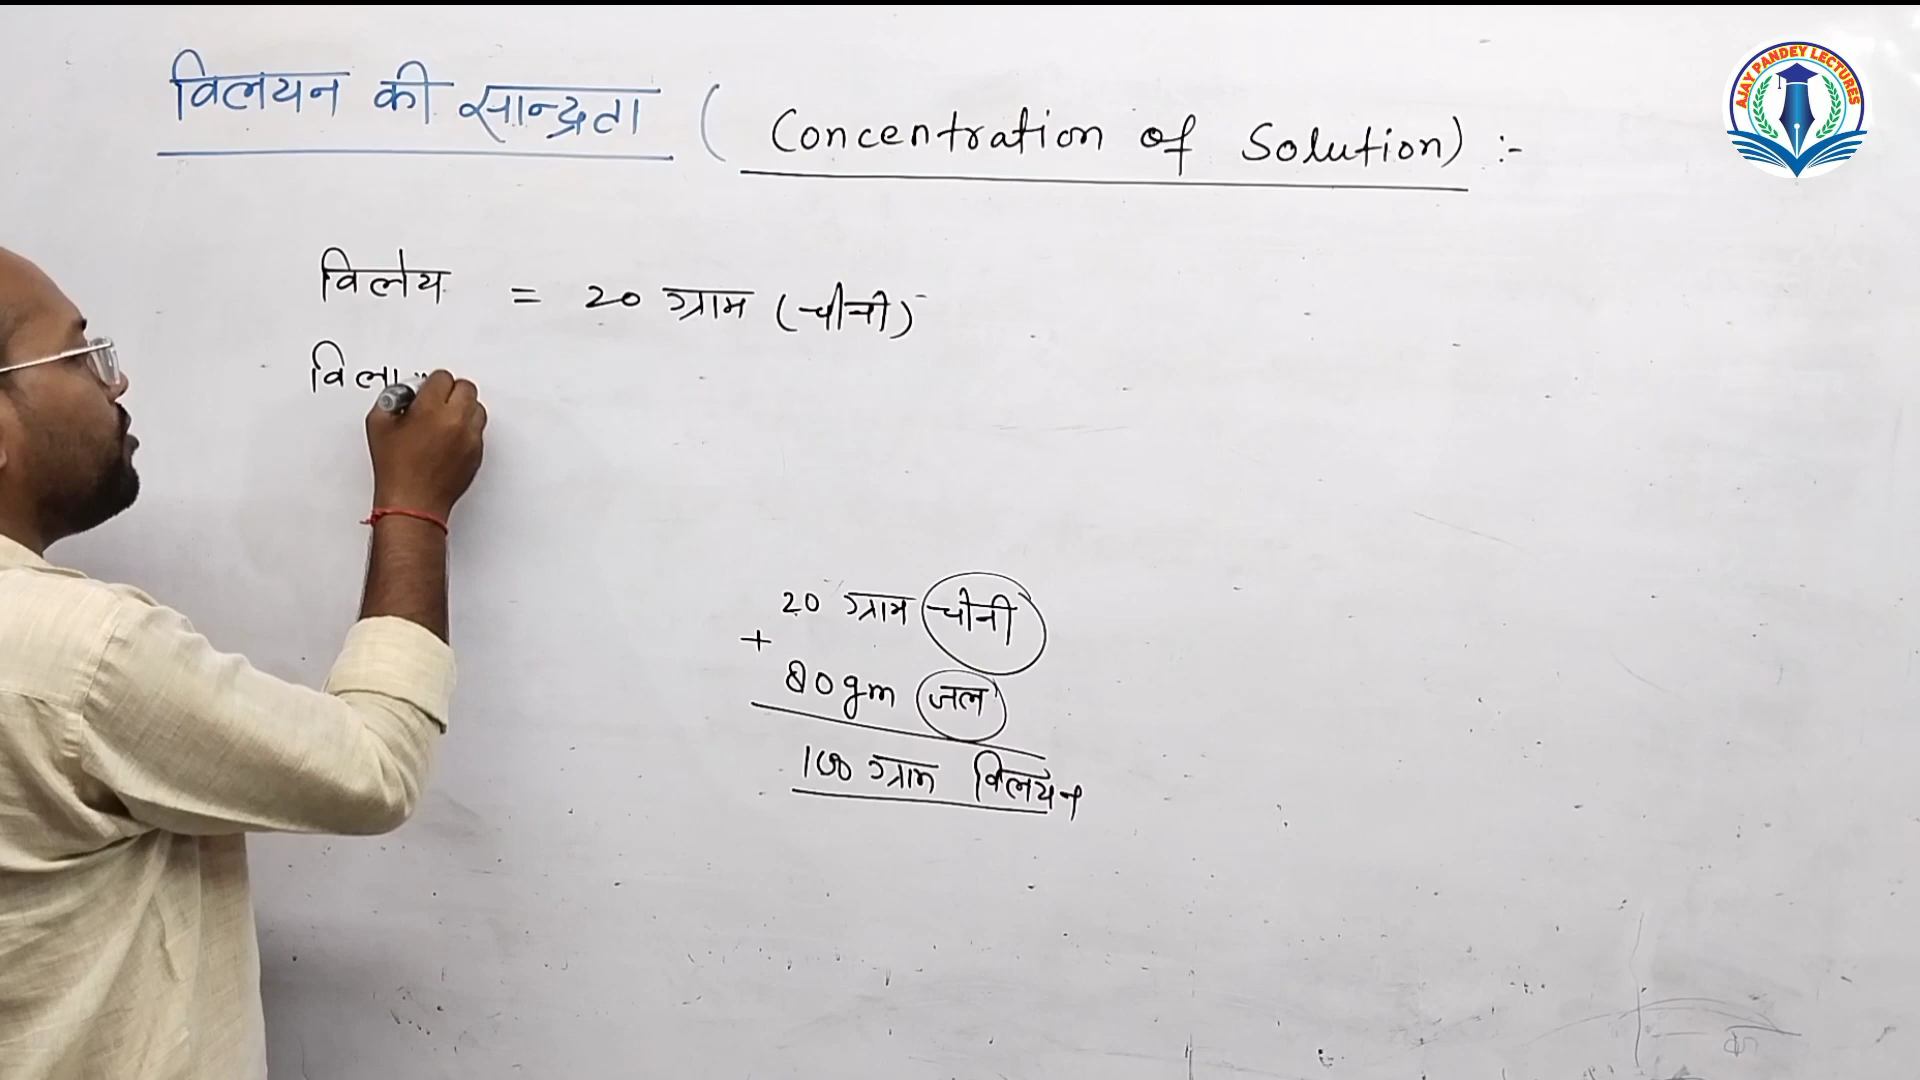 विलयन की सान्द्रता ( Concentration of Solution) :-
AJAY PANDEY LECTURES
विलेय = 20 ग्राम (चीनी)
विला
20 ग्राम चीनी
+
80gm जल
100 ग्राम विलयन